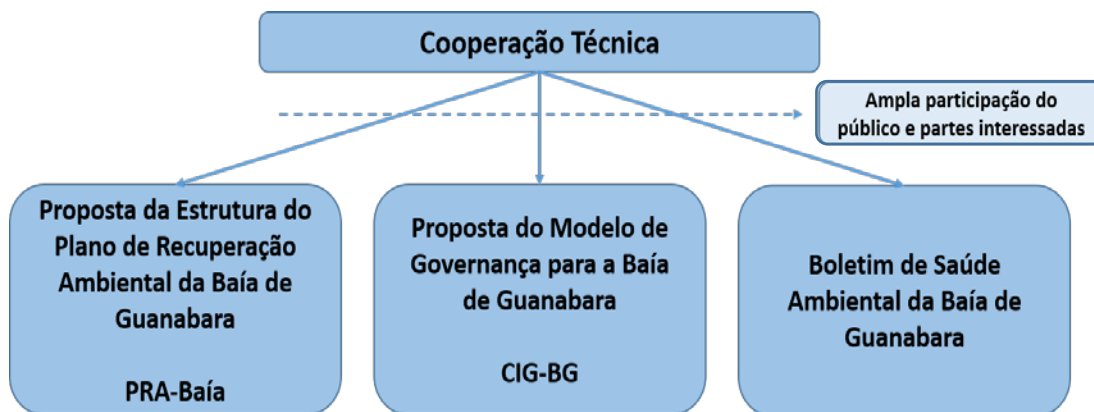 Cooperação Técnica
Ampla participação do
público e partes interessadas
Proposta da Estrutura do
Plano de Recuperação
Ambiental da Baía de
Guanabara
PRA-Baía
Proposta do Modelo de
Governança para a Baía
de Guanabara
CIG-BG
Boletim de Saúde
Ambiental da Baía de
Guanabara